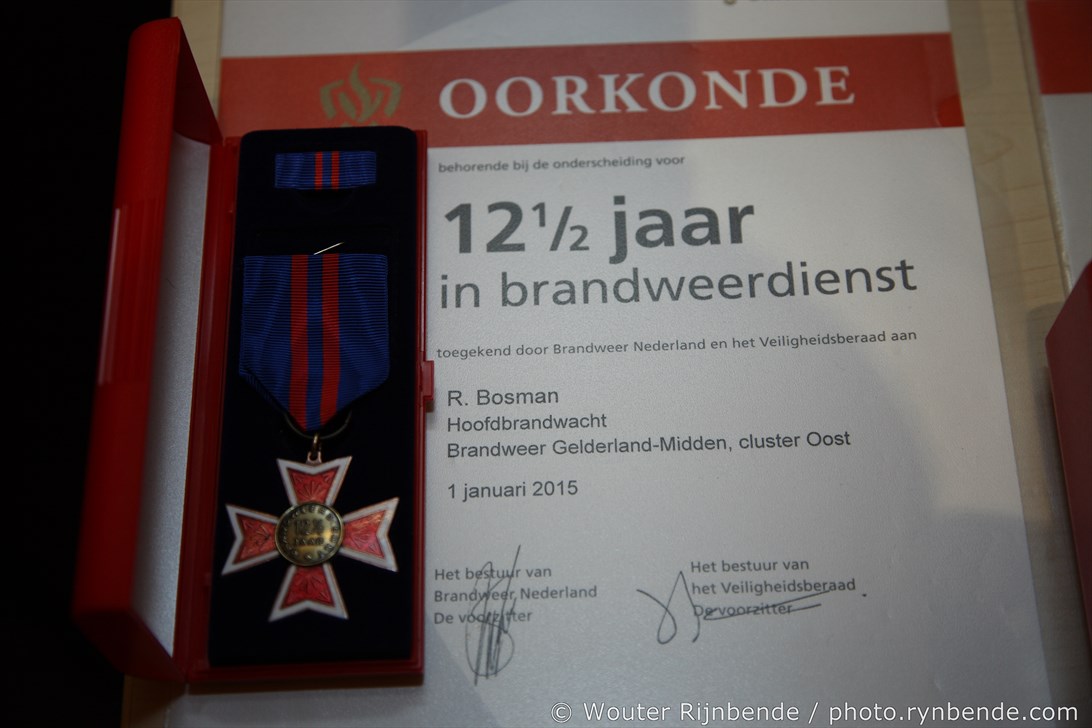 OORKONDE
behorende bij de onderscheiding voor
12½ jaar
in brandweerdienst
toegekend door Brandweer Nederland en het Veiligheidsberaad aan
R. Bosman
Hoofdbrandwacht
Brandweer Gelderland-Midden, cluster Oost
1 januari 2015
Het bestuur van
Brandweer Nederland
De voorzitter
Het bestuur van
het Veiligheidsberaad
De voorzitter
© Wouter Rijnbende / photo.rynbende.com